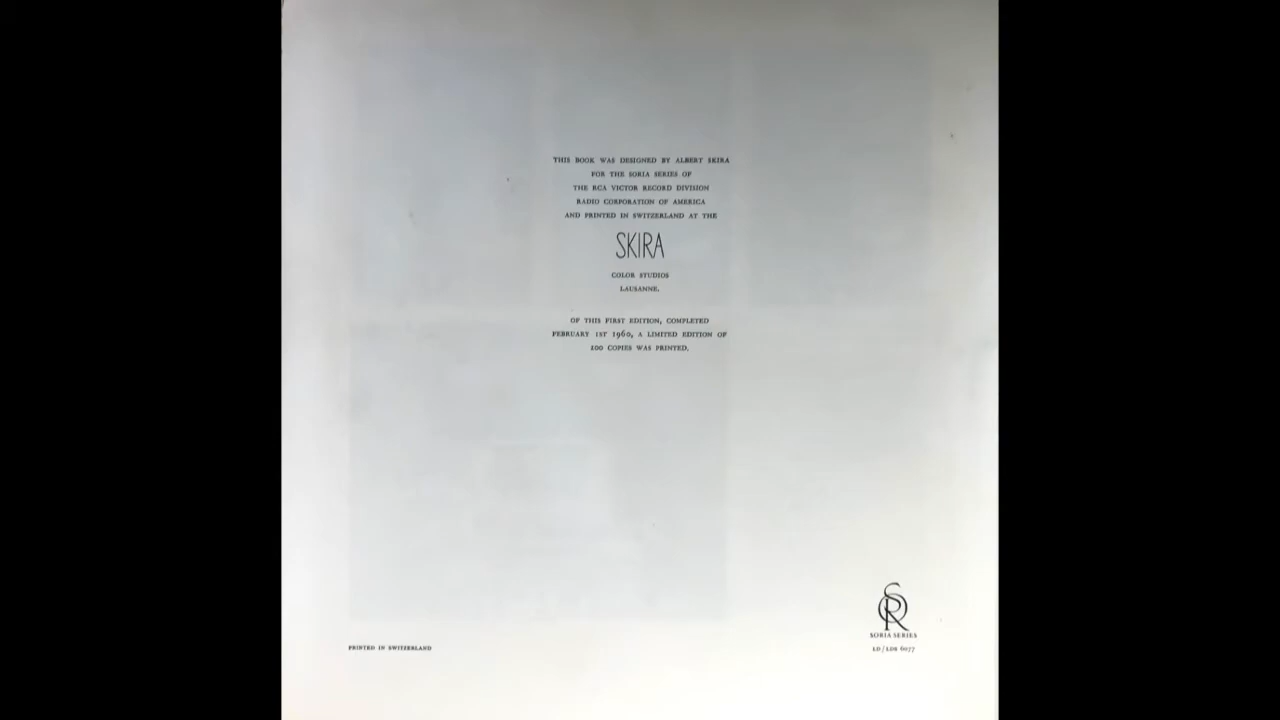 THIS BOOK WAS DESIGNED BY ALBERT SKIRA
FOR THE SORIA SERIES OF
THE RCA VICTOR RECORD DIVISION
RADIO CORPORATION OF AMERICA
AND PRINTED IN SWITZERLAND AT THE
SKIRA
COLOR STUDIOS
LAUSANNE.
OF THIS FIRST EDITION, COMPLETED
FEBRUARY 1ST 1960, A LIMITED EDITION OF
100 COPIES WAS PRINTED.
SR
SORIA SERIES
PRINTED IN SWITZERLAND
LD/LDS 6077